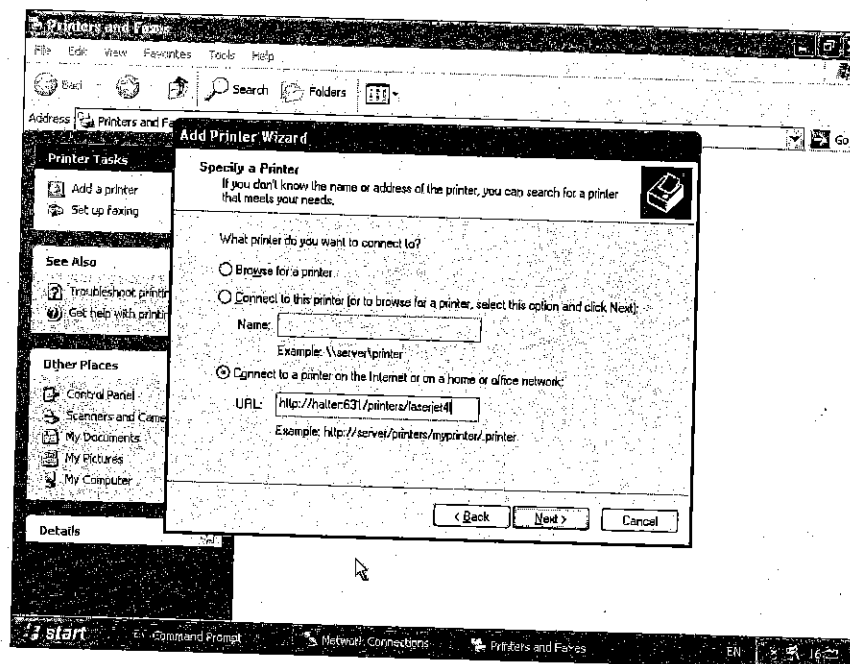 Printers and Faxes
File Edit View Favorites Tools Help
Back Search Folders
Address Printers and Fa Go
Add Printer Wizard
Specify a Printer
If you don't know the name or address of the printer, you can search for a printer
that meets your needs.
What printer do you want to connect to?
Browse for a printer
Connect to this printer (or to browse for a printer, select this option and click Next):
Name:
Example: \\server\printer
Connect to a printer on the Internet or on a home or office network:
URL: http://halter:631/printers/laserjet4l
Example: http://server/printers/myprinter/.printer
< Back Next > Cancel
Printer Tasks
Add a printer
Set up faxing
See Also
Troubleshoot printin
Get help with printin
Other Places
Control Panel
Scanners and Came
My Documents
My Pictures
My Computer
Details
start Command Prompt Network Connections Printers and Faxes EN